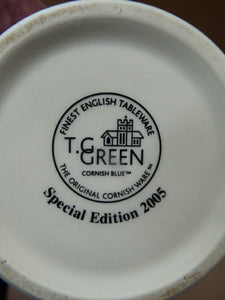 FINEST ENGLISH TABLEWARE
T.G.
GREEN
CORNISH BLUE™
THE ORIGINAL CORNISH WARE™
Special Edition 2005